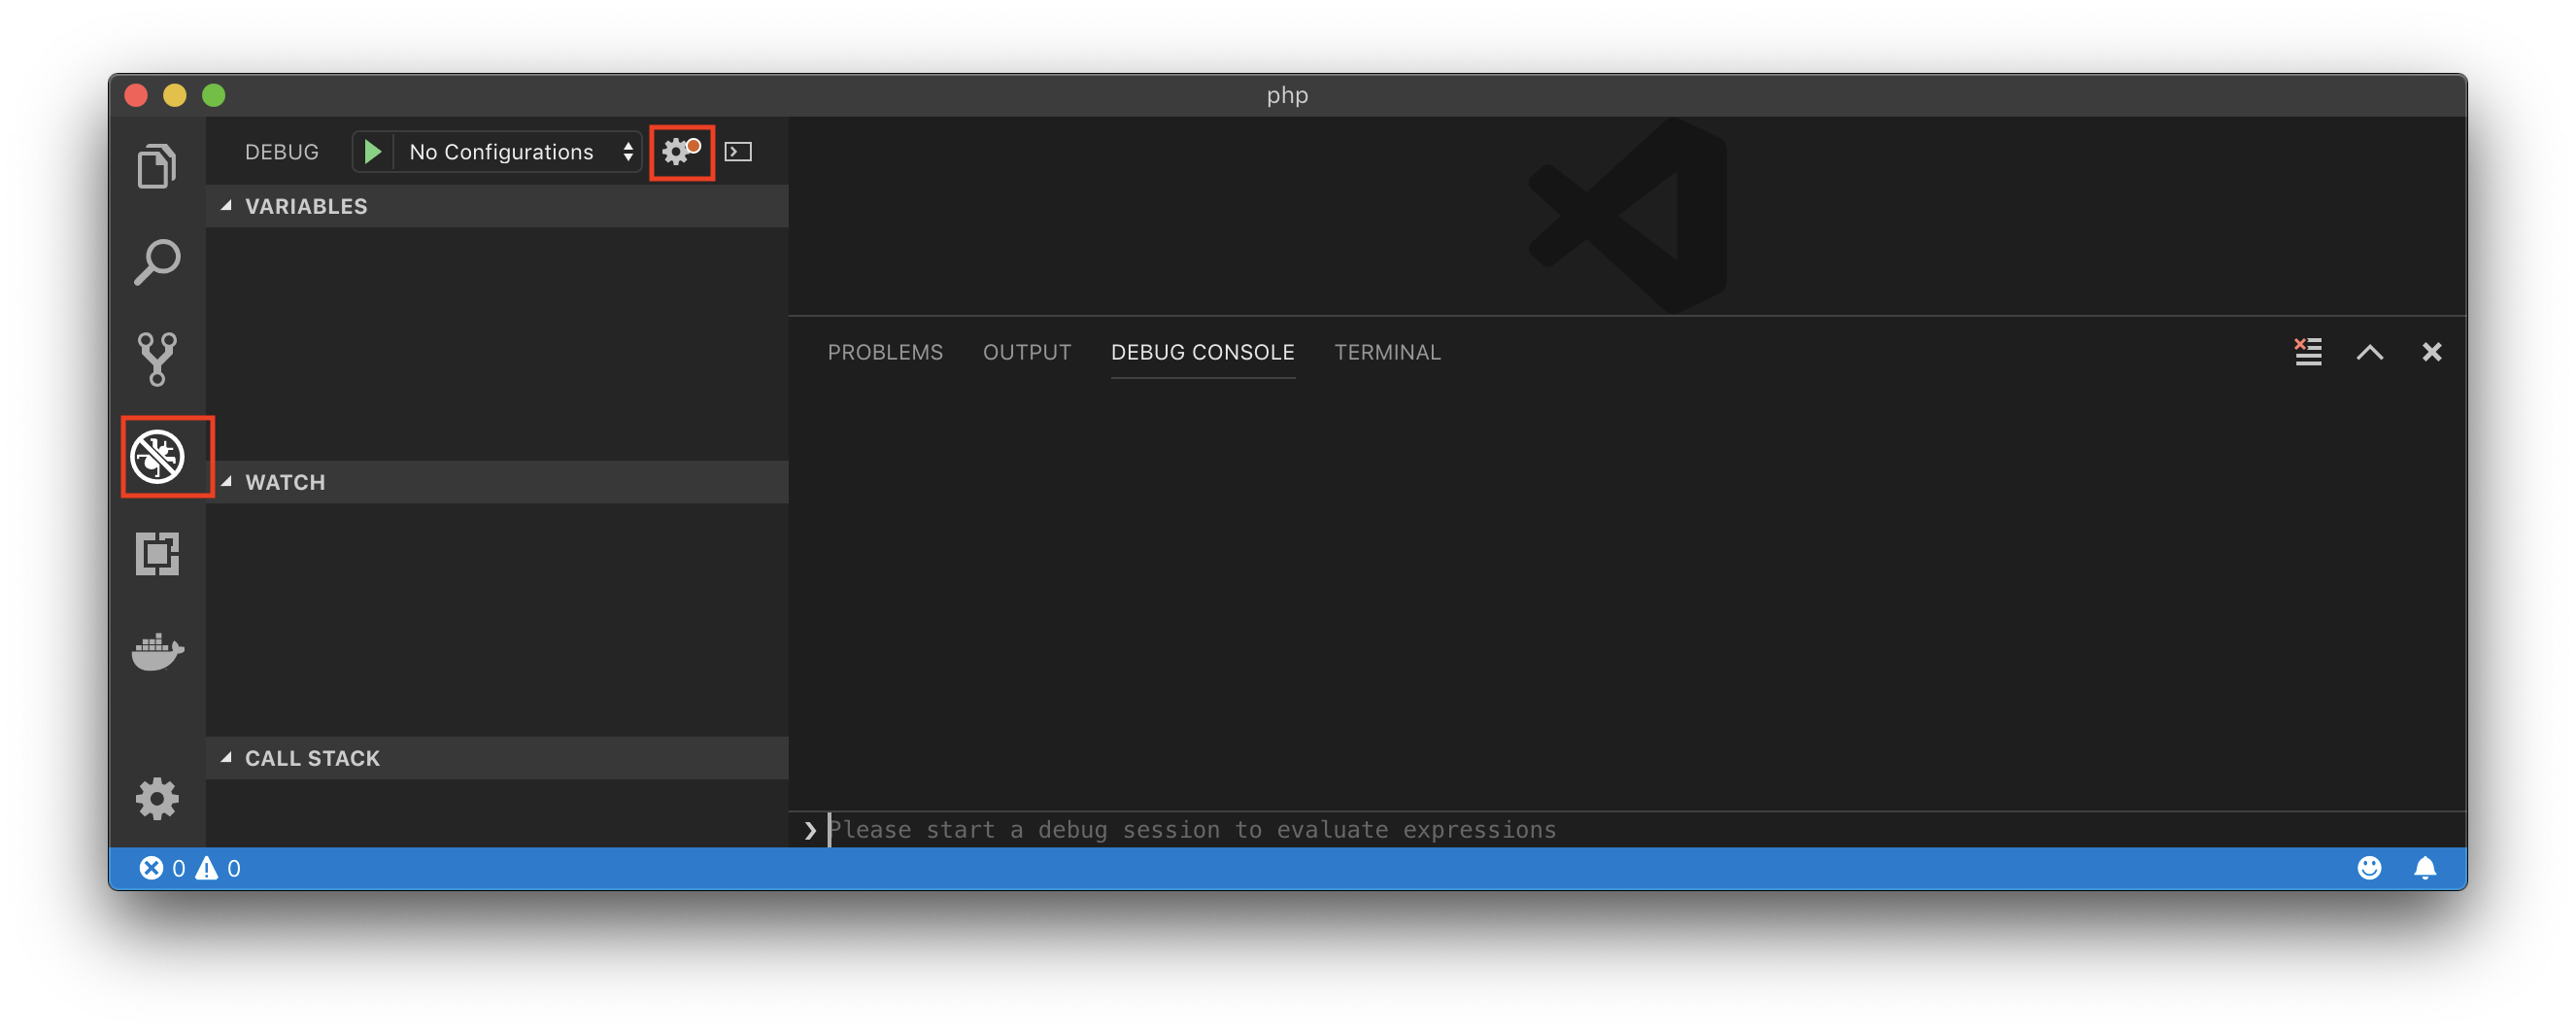 php
DEBUG No Configurations
VARIABLES
WATCH
CALL STACK
PROBLEMS OUTPUT DEBUG CONSOLE TERMINAL
Please start a debug session to evaluate expressions
0 0